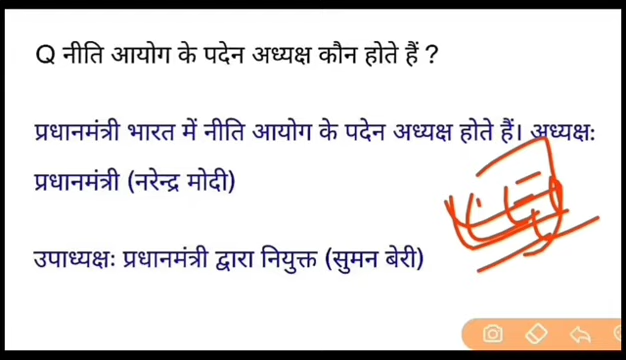 Q नीति आयोग के पदेन अध्यक्ष कौन होते हैं ?
प्रधानमंत्री भारत में नीति आयोग के पदेन अध्यक्ष होते हैं। अध्यक्षः
प्रधानमंत्री (नरेन्द्र मोदी)
उपाध्यक्षः प्रधानमंत्री द्वारा नियुक्त (सुमन बेरी)